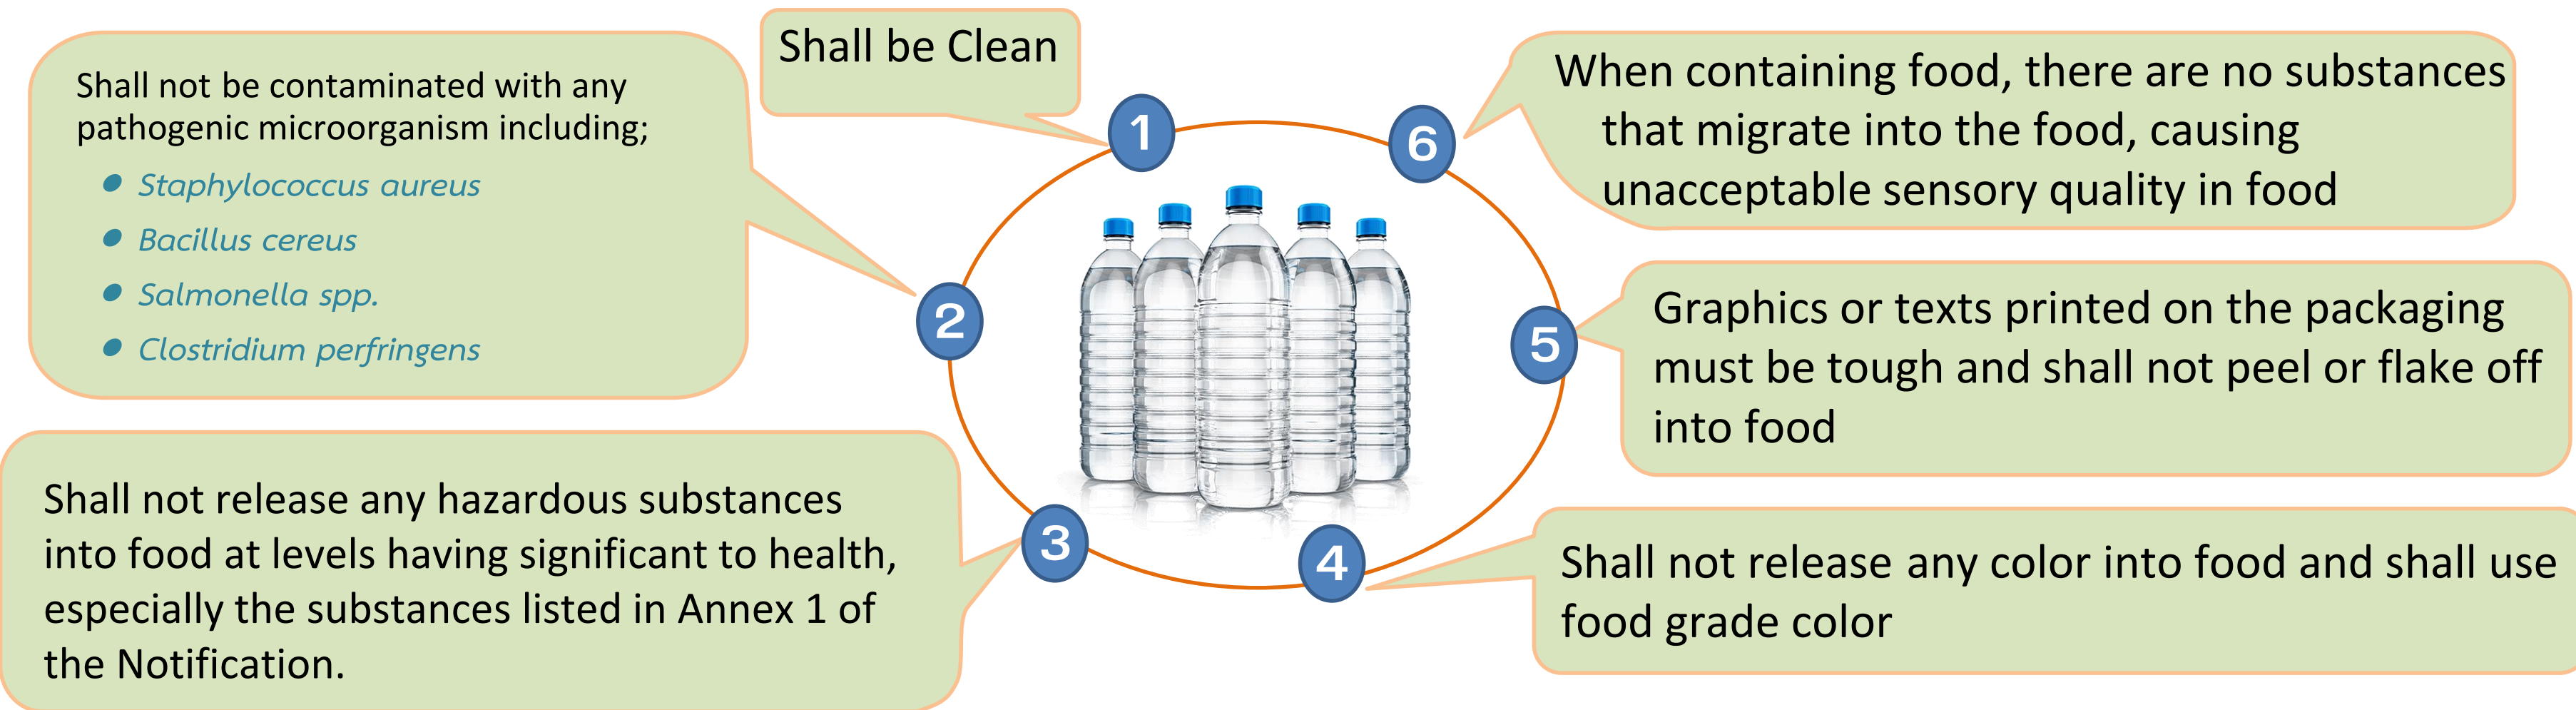 Shall be Clean
1
Shall not be contaminated with any
pathogenic microorganism including;
● Staphylococcus aureus
● Bacillus cereus
● Salmonella spp.
● Clostridium perfringens
2
Shall not release any hazardous substances
into food at levels having significant to health,
especially the substances listed in Annex 1 of
the Notification.
3
4
Shall not release any color into food and shall use
food grade color
5
Graphics or texts printed on the packaging
must be tough and shall not peel or flake off
into food
6
When containing food, there are no substances
that migrate into the food, causing
unacceptable sensory quality in food